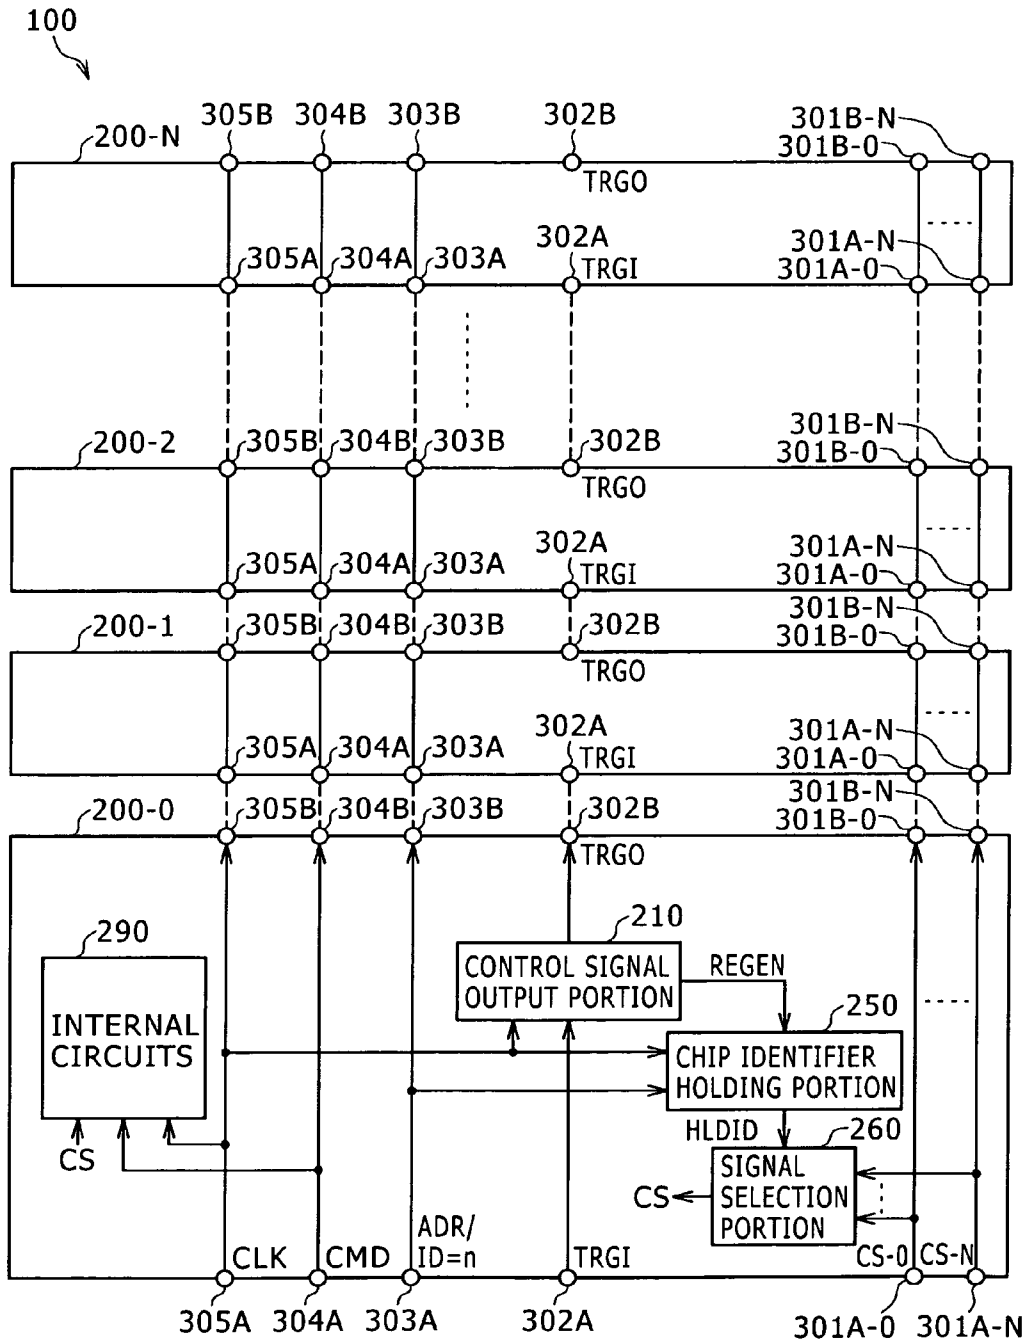 100
305B 304B 303B 302B 301B-N
200-N 301B-0
TRGO
305A 304A 303A 302A 301A-N
TRGI 301A-0
200-2 305B 304B 303B 302B 301B-N
301B-0
TRGO
302A 301A-N
305A 304A 303A TRGI 301A-0
301B-N
200-1 305B 304B 303B 302B 301B-0
TRGO
302A 301A-N
305A 304A 303A TRGI 301A-0
301B-N
200-0 305B 304B 303B 302B 301B-0
TRGO
290 210
CONTROL SIGNAL
OUTPUT PORTION
REGEN
INTERNAL
CIRCUITS
250
CHIP IDENTIFIER
HOLDING PORTION
HLDID 260
CS
SIGNAL
SELECTION
PORTION
CS
CLK CMD ADR/
ID=n TRGI CS-0 CS-N
305A 304A 303A 302A 301A-0 301A-N